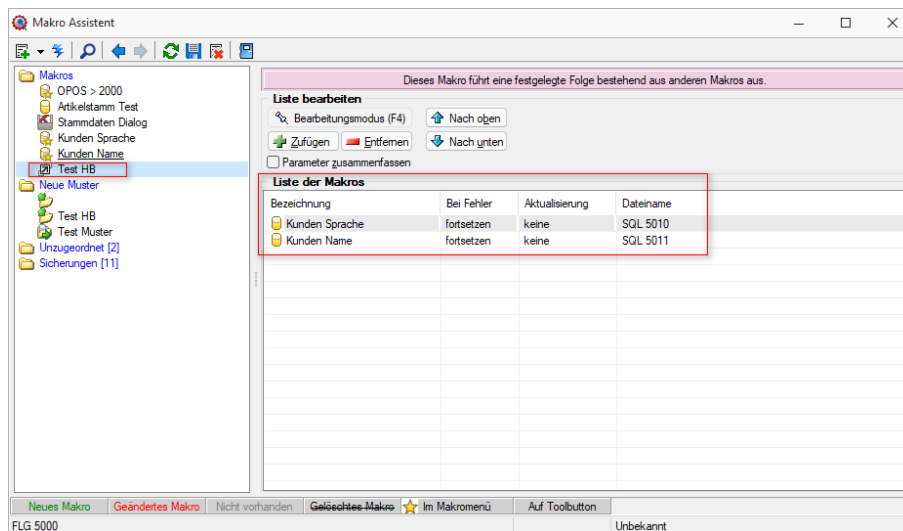 Makro Assistent
Makros
OPOS > 2000
Artikelstamm Test
Stammdaten Dialog
Kunden Sprache
Kunden Name
Test HB
Neue Muster
Test HB
Test Muster
Unzugeordnet [2]
Sicherungen [11]
Dieses Makro führt eine festgelegte Folge bestehend aus anderen Makros aus.
Liste bearbeiten
Bearbeitungsmodus (F4) Nach oben
Zufügen Entfernen Nach unten
Parameter zusammenfassen
Liste der Makros
Bezeichnung Bei Fehler Aktualisierung Dateiname
Kunden Sprache fortsetzen keine SQL 5010
Kunden Name fortsetzen keine SQL 5011
Neues Makro Geändertes Makro Nicht vorhanden Gelöschtes Makro Im Makromenü Auf Toolbutton
FLG 5000 Unbekannt